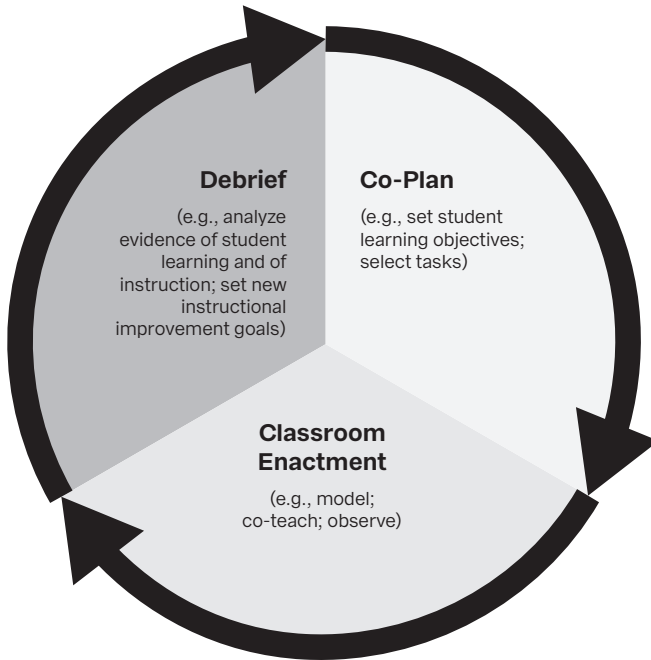 Debrief
(e.g., analyze
evidence of student
learning and of
instruction; set new
instructional
improvement goals)
Co-Plan
(e.g., set student
learning objectives;
select tasks)
Classroom
Enactment
(e.g., model;
co-teach; observe)